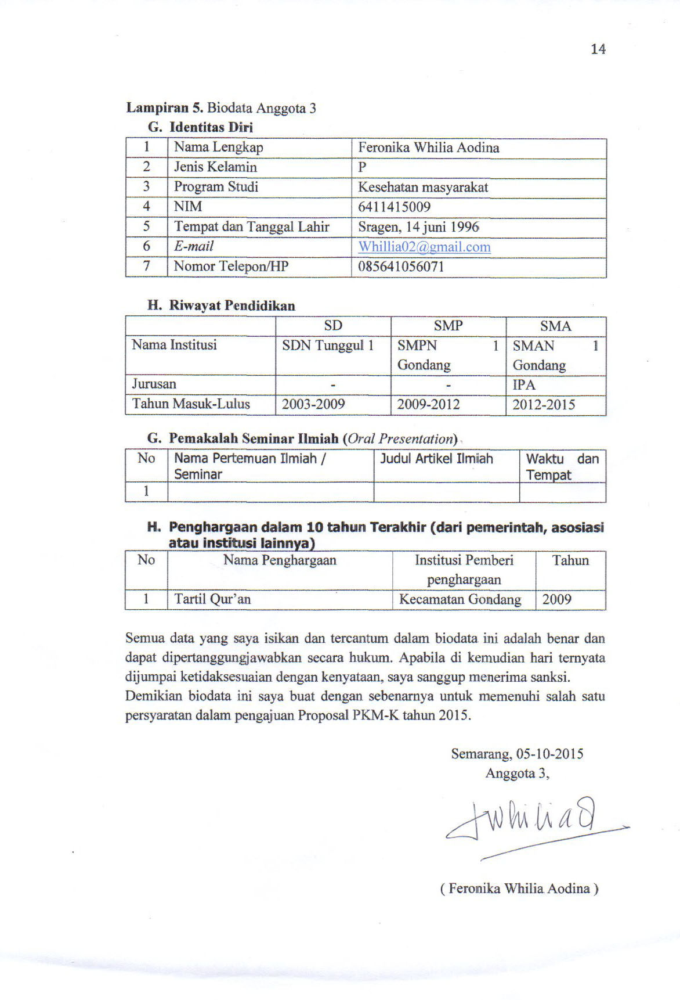 14
Lampiran 5. Biodata Anggota 3
G. Identitas Diri
1 Nama Lengkap Feronika Whilia Aodina
2 Jenis Kelamin P
3 Program Studi Kesehatan masyarakat
4 NIM 6411415009
5 Tempat dan Tanggal Lahir Sragen, 14 juni 1996
6 E-mail Whillia02@gmail.com
7 Nomor Telepon/HP 085641056071
H. Riwayat Pendidikan
SD SMP SMA
Nama Institusi SDN Tunggul 1 SMPN 1 SMAN 1
Gondang Gondang
Jurusan - - IPA
Tahun Masuk-Lulus 2003-2009 2009-2012 2012-2015
G. Pemakalah Seminar Ilmiah (Oral Presentation)
No Nama Pertemuan Ilmiah / Judul Artikel Ilmiah Waktu dan
Seminar Tempat
1
H. Penghargaan dalam 10 tahun Terakhir (dari pemerintah, asosiasi
atau institusi lainnya)
No Nama Penghargaan Institusi Pemberi Tahun
penghargaan
1 Tartil Qur'an Kecamatan Gondang 2009
Semua data yang saya isikan dan tercantum dalam biodata ini adalah benar dan
dapat dipertanggungjawabkan secara hukum. Apabila di kemudian hari ternyata
dijumpai ketidaksesuaian dengan kenyataan, saya sanggup menerima sanksi.
Demikian biodata ini saya buat dengan sebenarnya untuk memenuhi salah satu
persyaratan dalam pengajuan Proposal PKM-K tahun 2015.
Semarang, 05-10-2015
Anggota 3,
( Feronika Whilia Aodina )